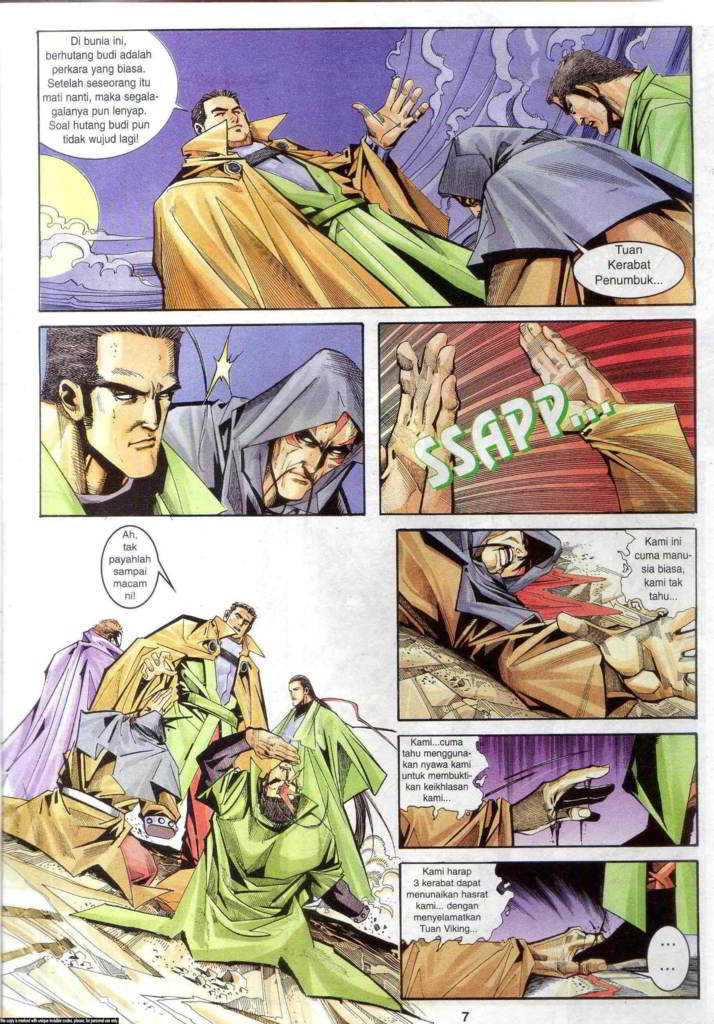 Di bunia ini,
berhutang budi adalah
perkara yang biasa.
Setelah seseorang itu
mati nanti, maka segala-
galanya pun lenyap.
Soal hutang budi pun
tidak wujud lagi!
Tuan
Kerabat
Penumbuk...
SSAPP...
Ah,
tak
payahlah
sampai
macam
ni!
Kami ini
cuma manu-
sia biasa,
kami tak
tahu...
Kami...cuma
tahu mengguna-
kan nyawa kami
untuk membukti-
kan keikhlasan
kami...
Kami harap
3 kerabat dapat
menunaikan hasrat
kami... dengan
menyelamatkan
Tuan Viking...
...
...
7